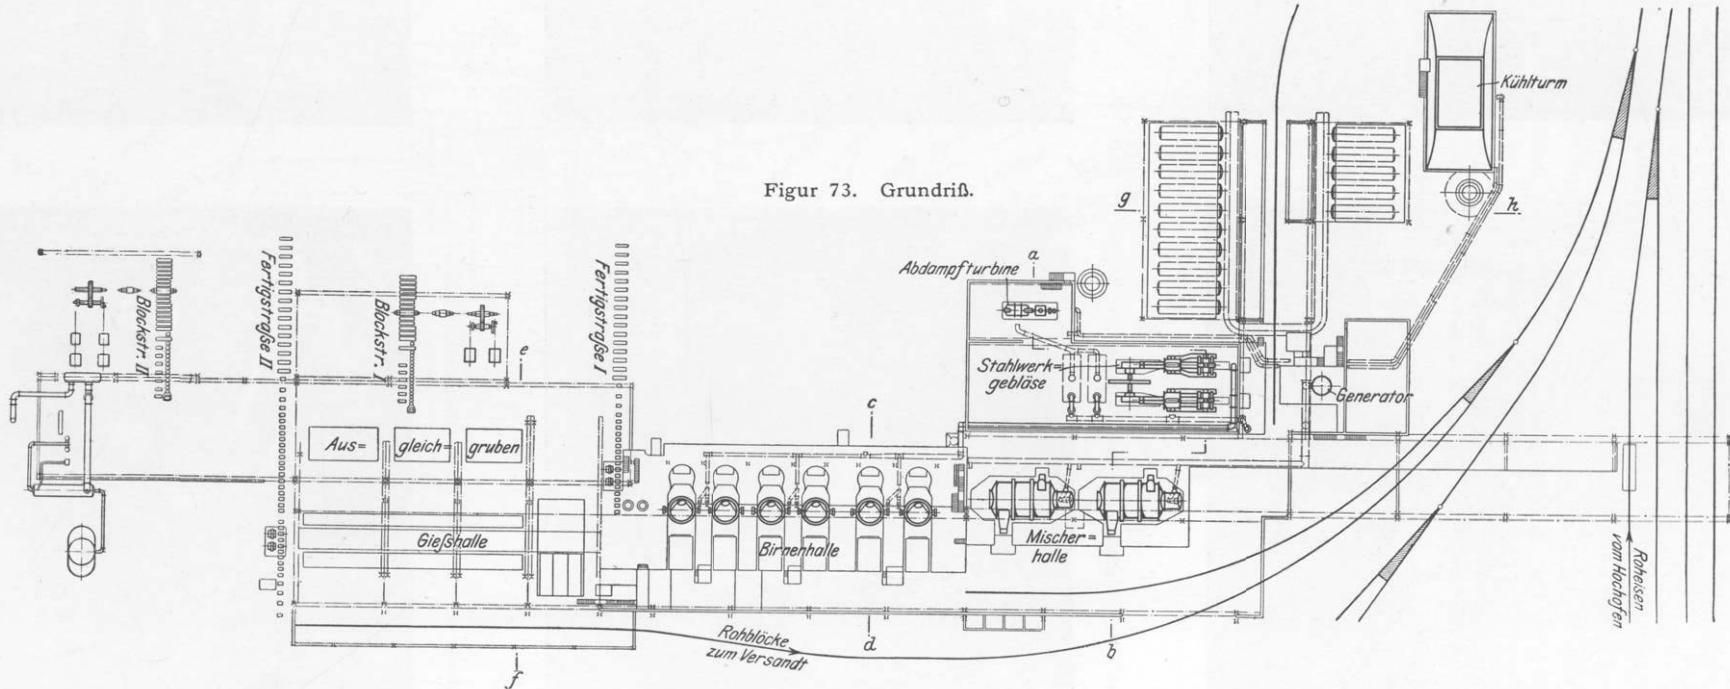 Kühlturm
Figur 73. Grundriß.
g
h
a
Abdampfturbine
Fertigstraße II
Fertigstraße I
Blockstr. II
Blockstr. I
e
Stahlwerk=
gebläse
Generator
c
Aus= gleich= gruben
Gießhalle
Birnenhalle
Mischer=
halle
Roheisen
vom Hochofen
Rohblöcke
zum Versandt
d
b
f